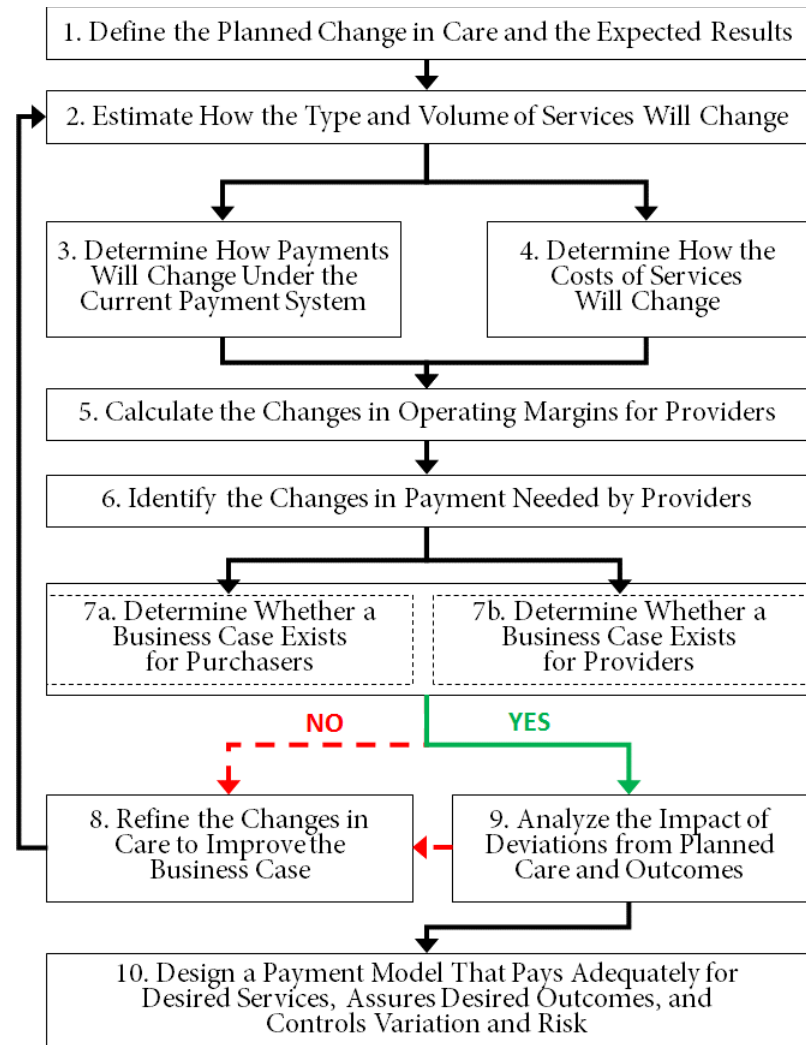 1. Define the Planned Change in Care and the Expected Results
2. Estimate How the Type and Volume of Services Will Change
3. Determine How Payments
Will Change Under the
Current Payment System
4. Determine How the
Costs of Services
Will Change
5. Calculate the Changes in Operating Margins for Providers
6. Identify the Changes in Payment Needed by Providers
7a. Determine Whether a
Business Case Exists
for Purchasers
7b. Determine Whether a
Business Case Exists
for Providers
NO
YES
8. Refine the Changes in
Care to Improve the
Business Case
9. Analyze the Impact of
Deviations from Planned
Care and Outcomes
10. Design a Payment Model That Pays Adequately for
Desired Services, Assures Desired Outcomes, and
Controls Variation and Risk